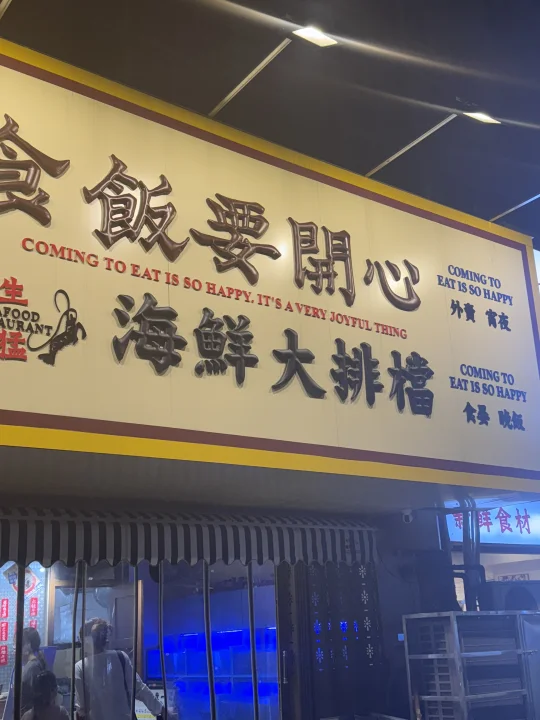 食飯要開心
COMING TO EAT IS SO HAPPY. IT'S A VERY JOYFUL THING
生
猛
海鮮大排檔
COMING TO
EAT IS SO HAPPY
外賣 宵夜
COMING TO
EAT IS SO HAPPY
食晏 晚飯
鮮食材